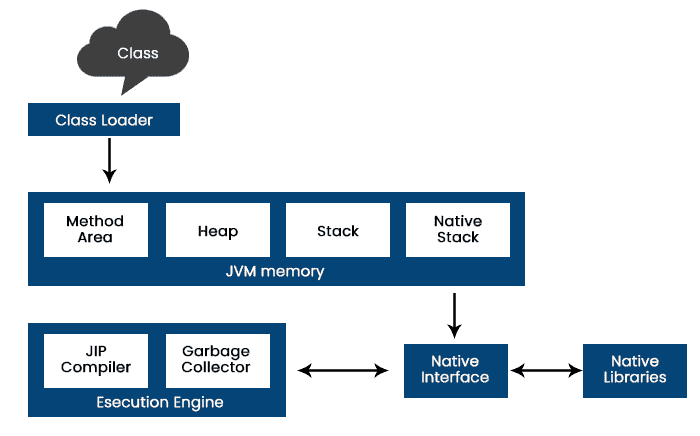 Class
Class Loader
Method
Area
Heap
Stack
Native
Stack
JVM memory
JIP
Compiler
Garbage
Collector
Esecution Engine
Native
Interface
Native
Libraries